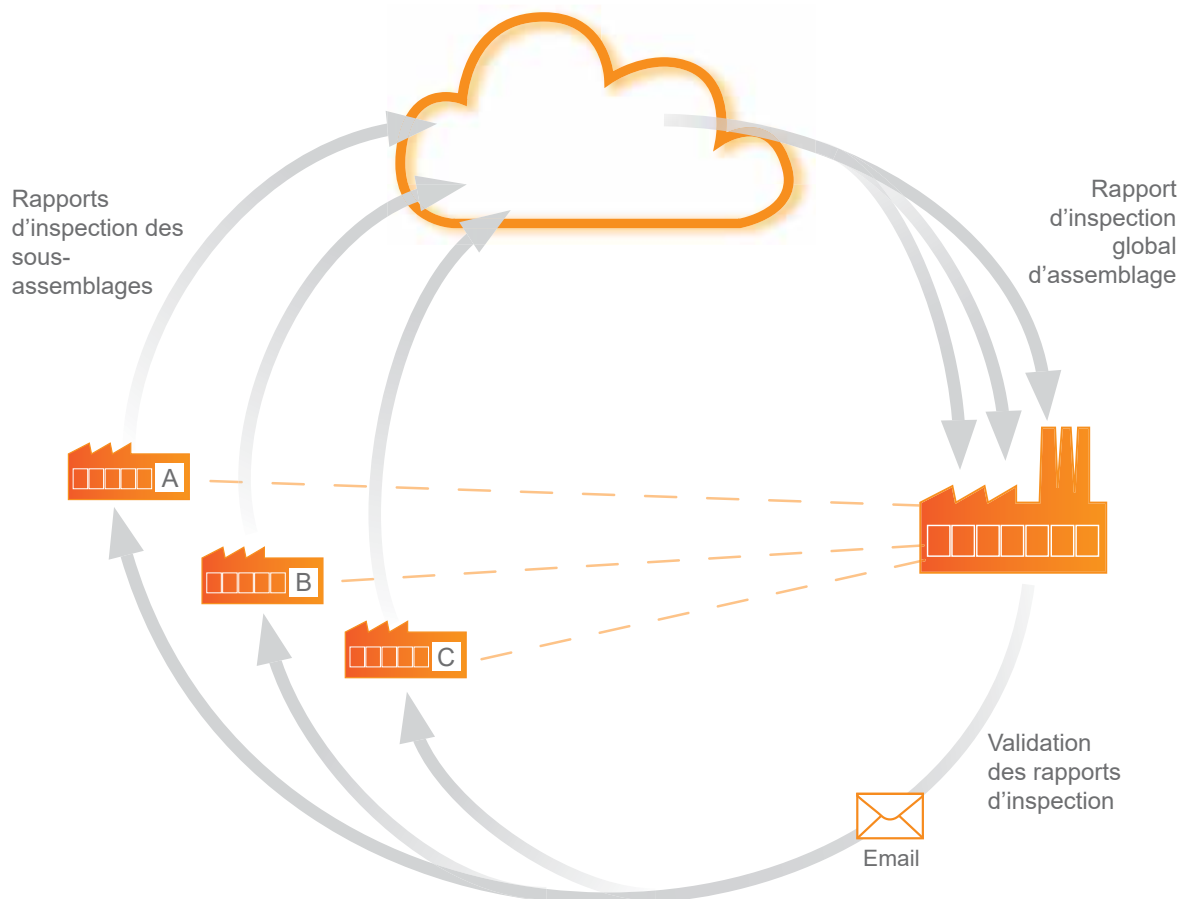 Rapports
d’inspection des
sous-
assemblages
Rapport
d’inspection
global
d’assemblage
A
B
C
Validation
des rapports
d’inspection
Email